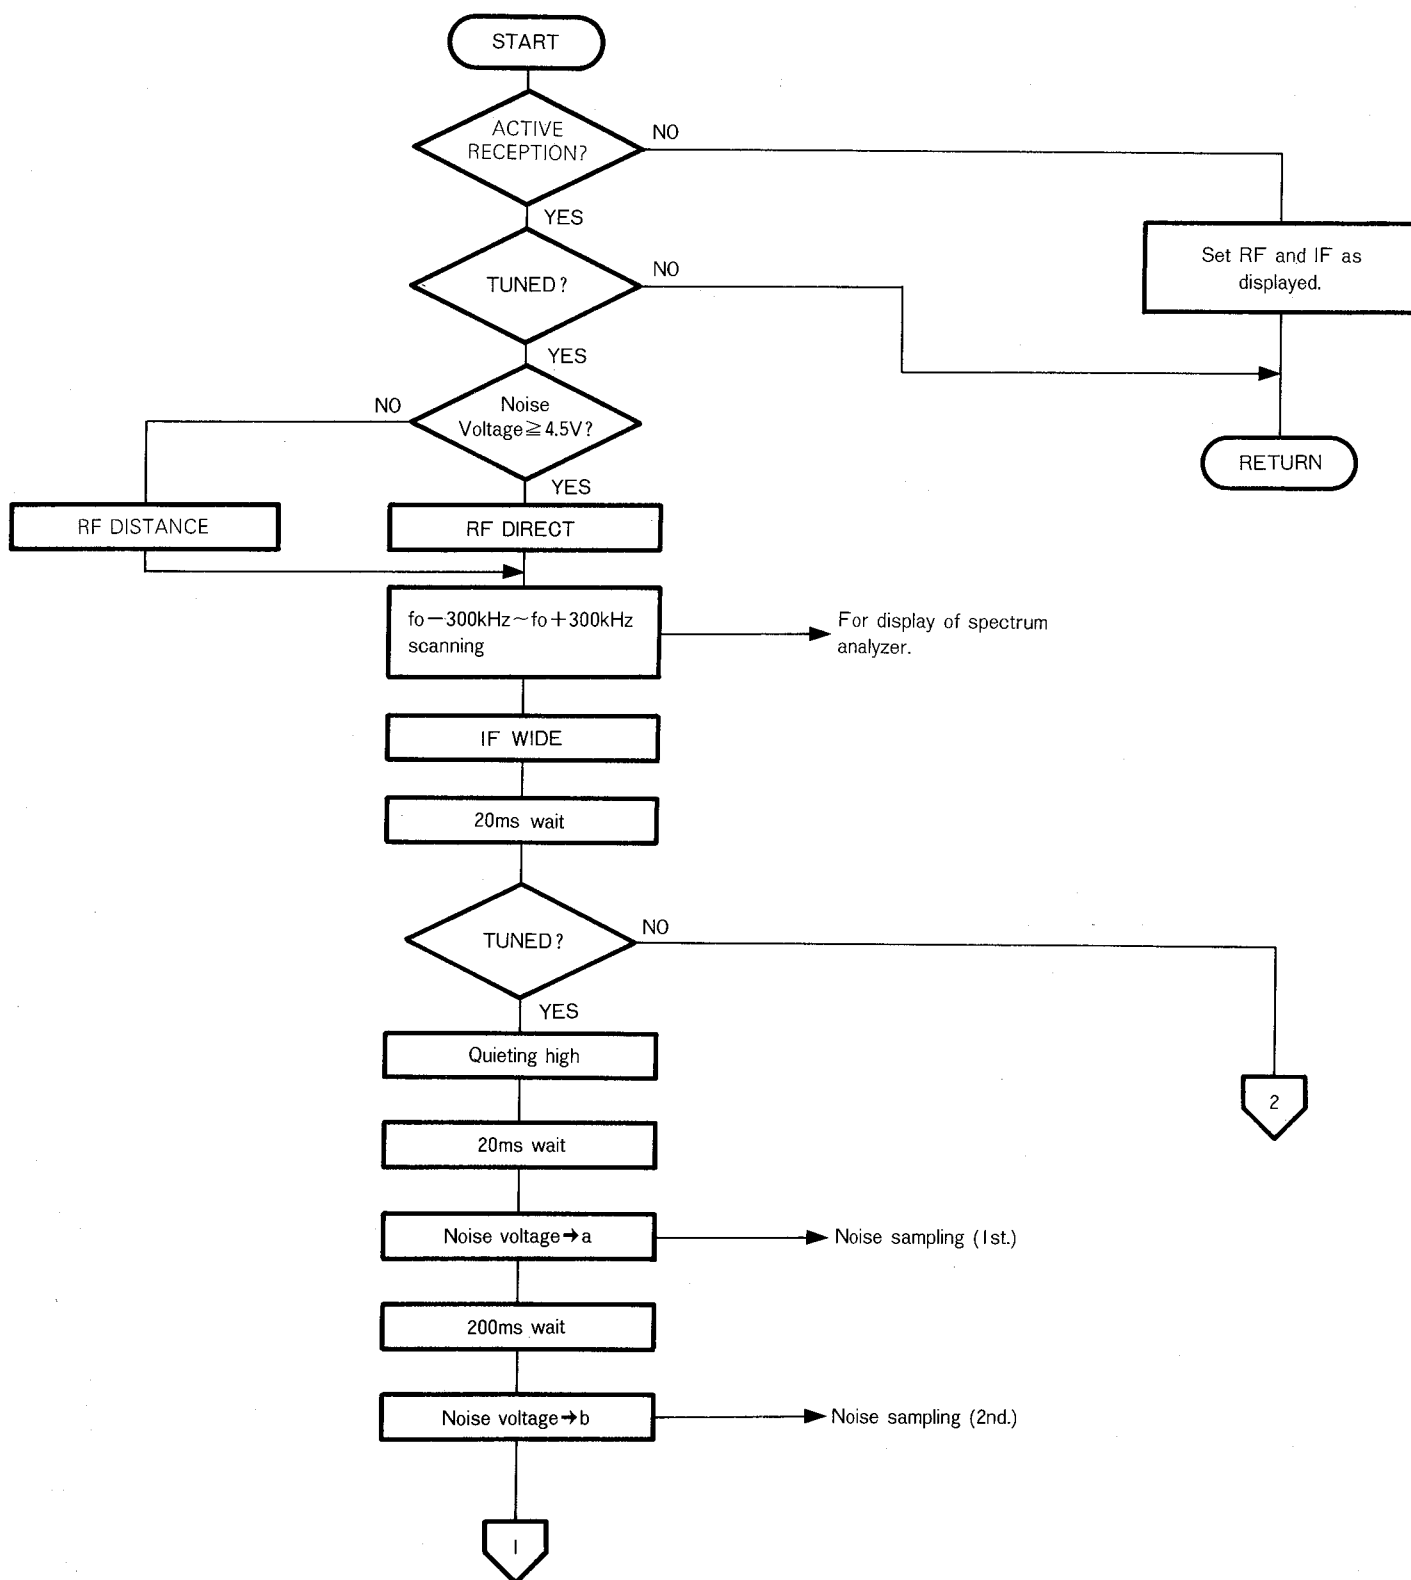 START
ACTIVE
RECEPTION?
NO
YES
Set RF and IF as
displayed.
TUNED?
NO
YES
Noise
Voltage≧4.5V?
NO
YES
RETURN
RF DISTANCE
RF DIRECT
fo−300kHz~fo+300kHz
scanning
For display of spectrum
analyzer.
IF WIDE
20ms wait
TUNED?
NO
YES
Quieting high
2
20ms wait
Noise voltage→a
Noise sampling (1st.)
200ms wait
Noise voltage→b
Noise sampling (2nd.)
1